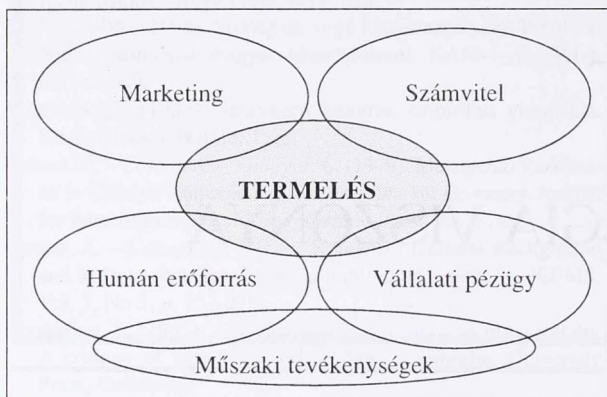 Marketing
Számvitel
TERMELÉS
Humán erőforrás
Vállalati pézügy
Műszaki tevékenységek